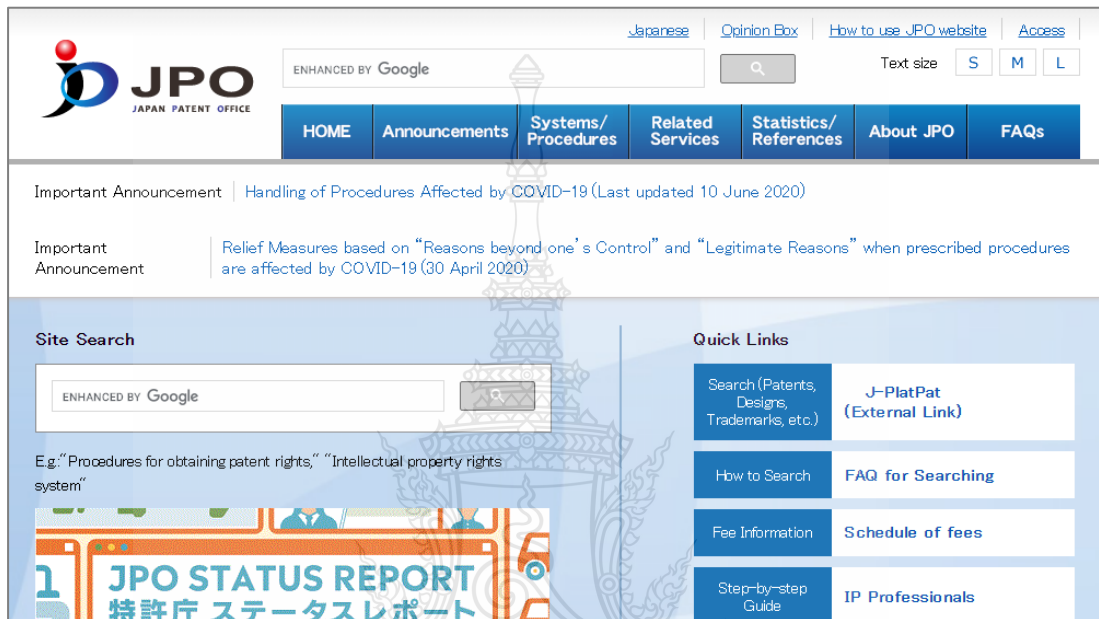 Japanese Opinion Box How to use JPO website Access
JPO
JAPAN PATENT OFFICE
ENHANCED BY Google
Text size S M L
HOME Announcements Systems/ Procedures Related Services Statistics/ References About JPO FAQs
Important Announcement Handling of Procedures Affected by COVID-19 (Last updated 10 June 2020)
Important Announcement
Relief Measures based on “Reasons beyond one’s Control” and “Legitimate Reasons” when prescribed procedures
are affected by COVID-19 (30 April 2020)
Site Search
ENHANCED BY Google
E.g.:“Procedures for obtaining patent rights,“ “Intellectual property rights
system“
JPO STATUS REPORT
特許庁 ステータスレポート
Quick Links
Search (Patents,
Designs,
Trademarks, etc.)
J-PlatPat
(External Link)
How to Search FAQ for Searching
Fee Information Schedule of fees
Step-by-step
Guide
IP Professionals